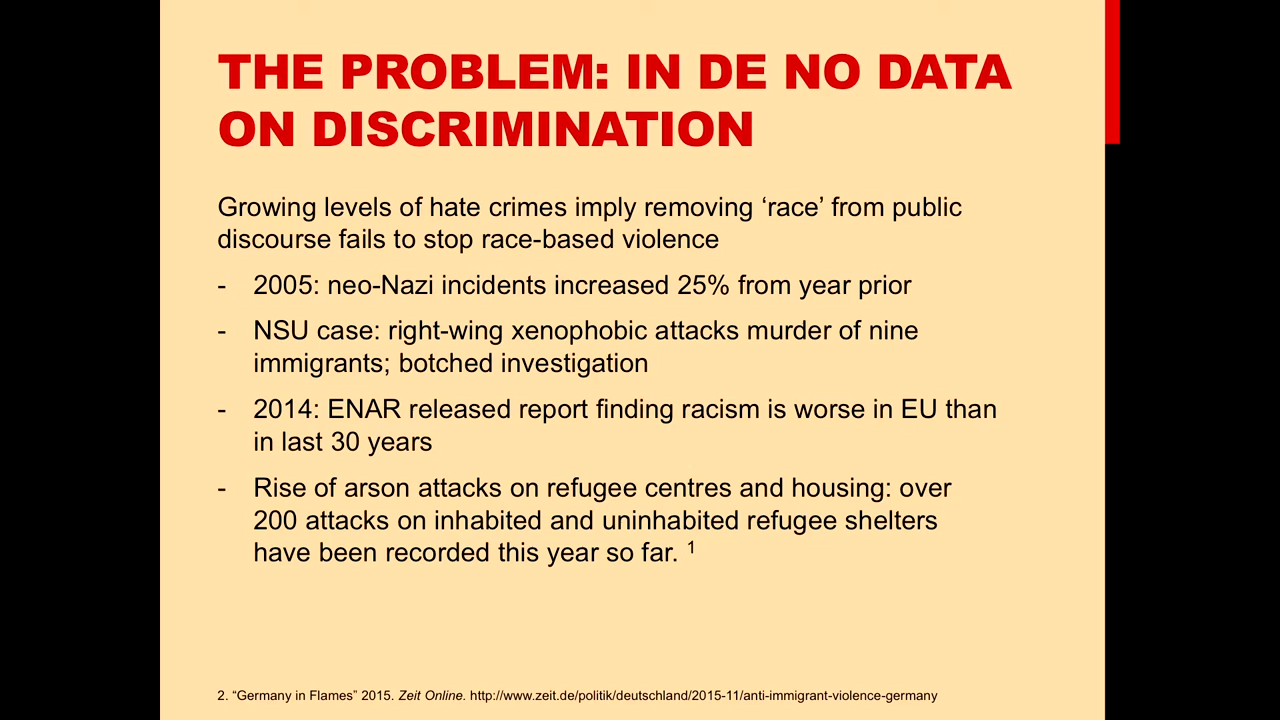 THE PROBLEM: IN DE NO DATA
ON DISCRIMINATION
Growing levels of hate crimes imply removing ‘race’ from public
discourse fails to stop race-based violence
- 2005: neo-Nazi incidents increased 25% from year prior
- NSU case: right-wing xenophobic attacks murder of nine
immigrants; botched investigation
- 2014: ENAR released report finding racism is worse in EU than
in last 30 years
- Rise of arson attacks on refugee centres and housing: over
200 attacks on inhabited and uninhabited refugee shelters
have been recorded this year so far. ¹
2. “Germany in Flames” 2015. Zeit Online. http://www.zeit.de/politik/deutschland/2015-11/anti-immigrant-violence-germany